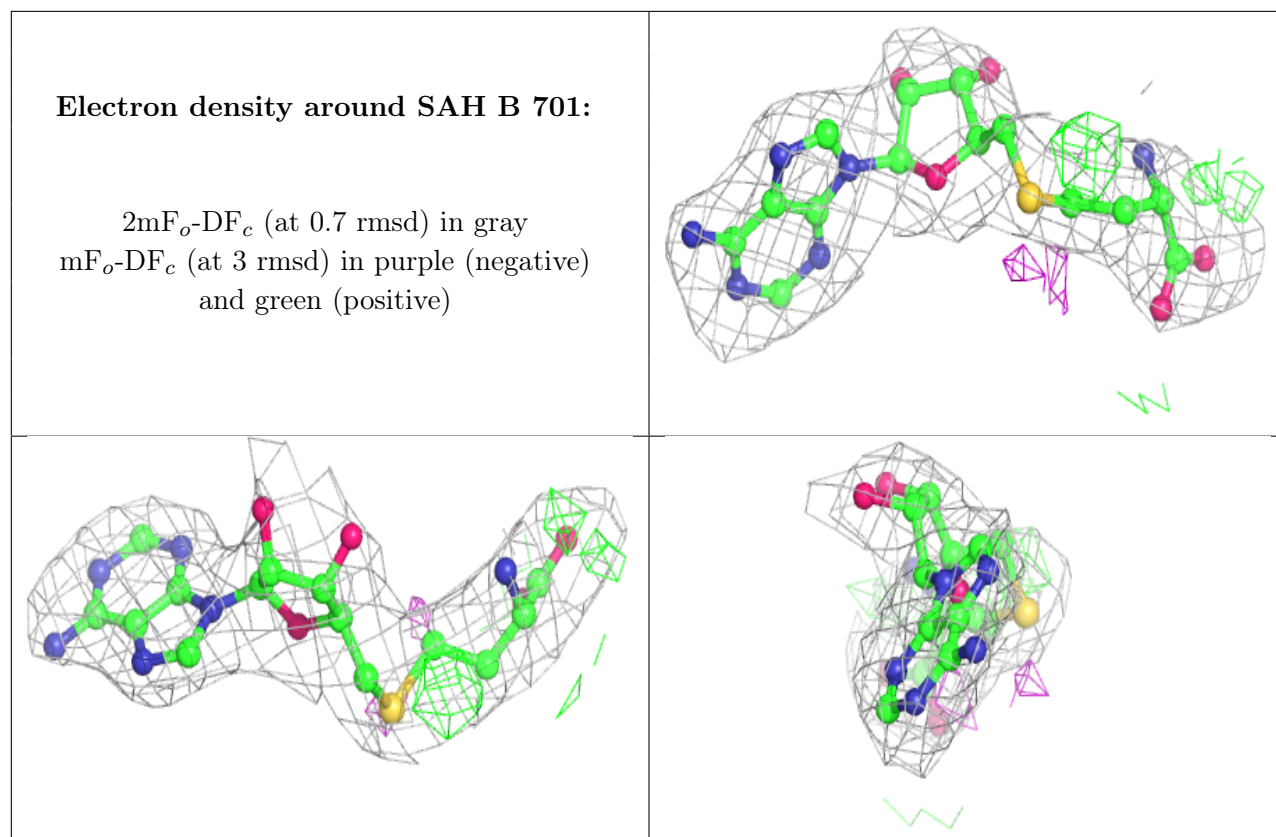 Electron density around SAH B 701:
2mFₒ-DF𝒸 (at 0.7 rmsd) in gray
mFₒ-DF𝒸 (at 3 rmsd) in purple (negative)
and green (positive)